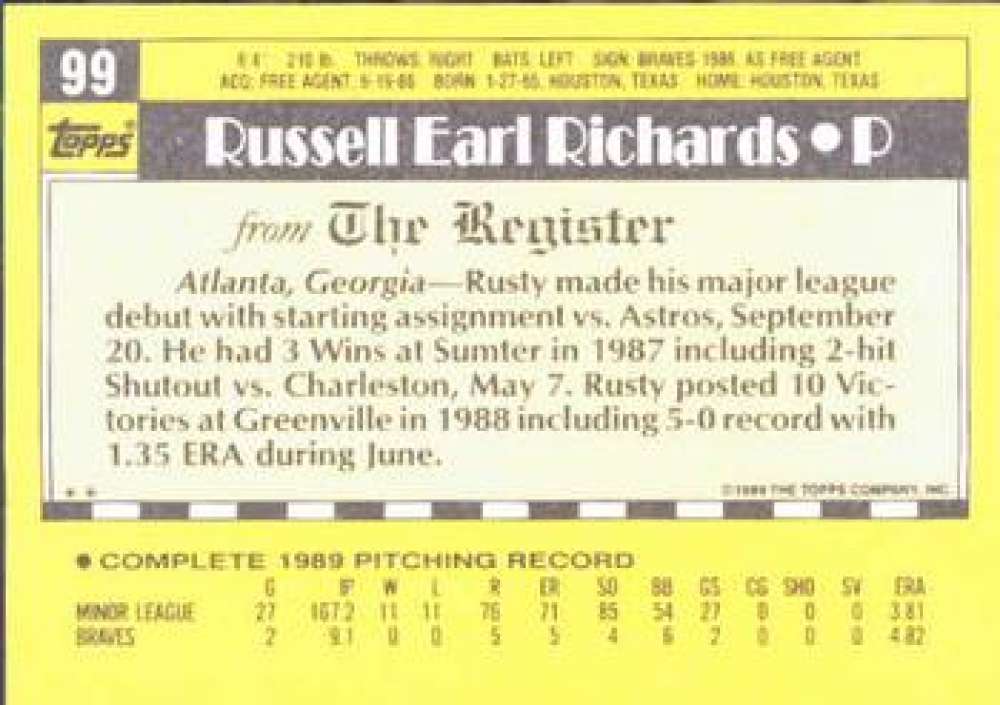 99
6'4" 210 lb. THROWS: RIGHT BATS: LEFT SIGN: BRAVES-1986, AS FREE AGENT
ACQ: FREE AGENT, 5-19-86 BORN: 1-27-65, HOUSTON, TEXAS HOME: HOUSTON, TEXAS
TOPPS®
Russell Earl Richards • P
from The Register
Atlanta, Georgia—Rusty made his major league
debut with starting assignment vs. Astros, September
20. He had 3 Wins at Sumter in 1987 including 2-hit
Shutout vs. Charleston, May 7. Rusty posted 10 Vic-
tories at Greenville in 1988 including 5-0 record with
1.35 ERA during June.
* * © 1989 THE TOPPS COMPANY, INC.
• COMPLETE 1989 PITCHING RECORD
G IP W L R ER SO BB GS CG SHO SV ERA
MINOR LEAGUE 27 167.2 11 11 76 71 85 54 27 0 0 0 3.81
BRAVES 2 9.1 0 0 5 5 4 6 2 0 0 0 4.82